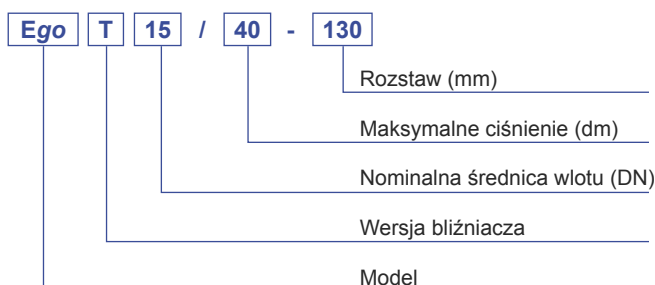 Ego T 15 / 40 - 130
Rozstaw (mm)
Maksymalne ciśnienie (dm)
Nominalna średnica wlotu (DN)
Wersja bliźniacza
Model